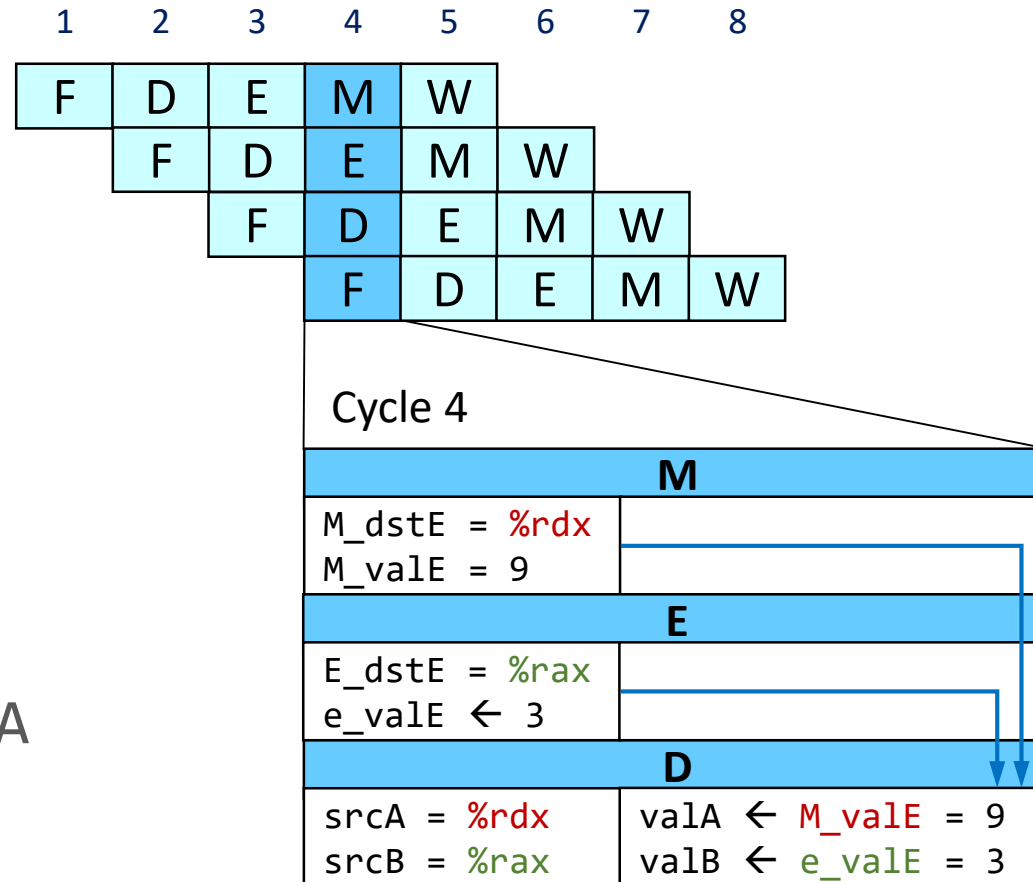 1 2 3 4 5 6 7 8
F D E M W
F D E M W
F D E M W
F D E M W
Cycle 4
M
M_dstE = %rdx
M_valE = 9
E
E_dstE = %rax
e_valE ← 3
A
D
srcA = %rdx valA ← M_valE = 9
srcB = %rax valB ← e_valE = 3